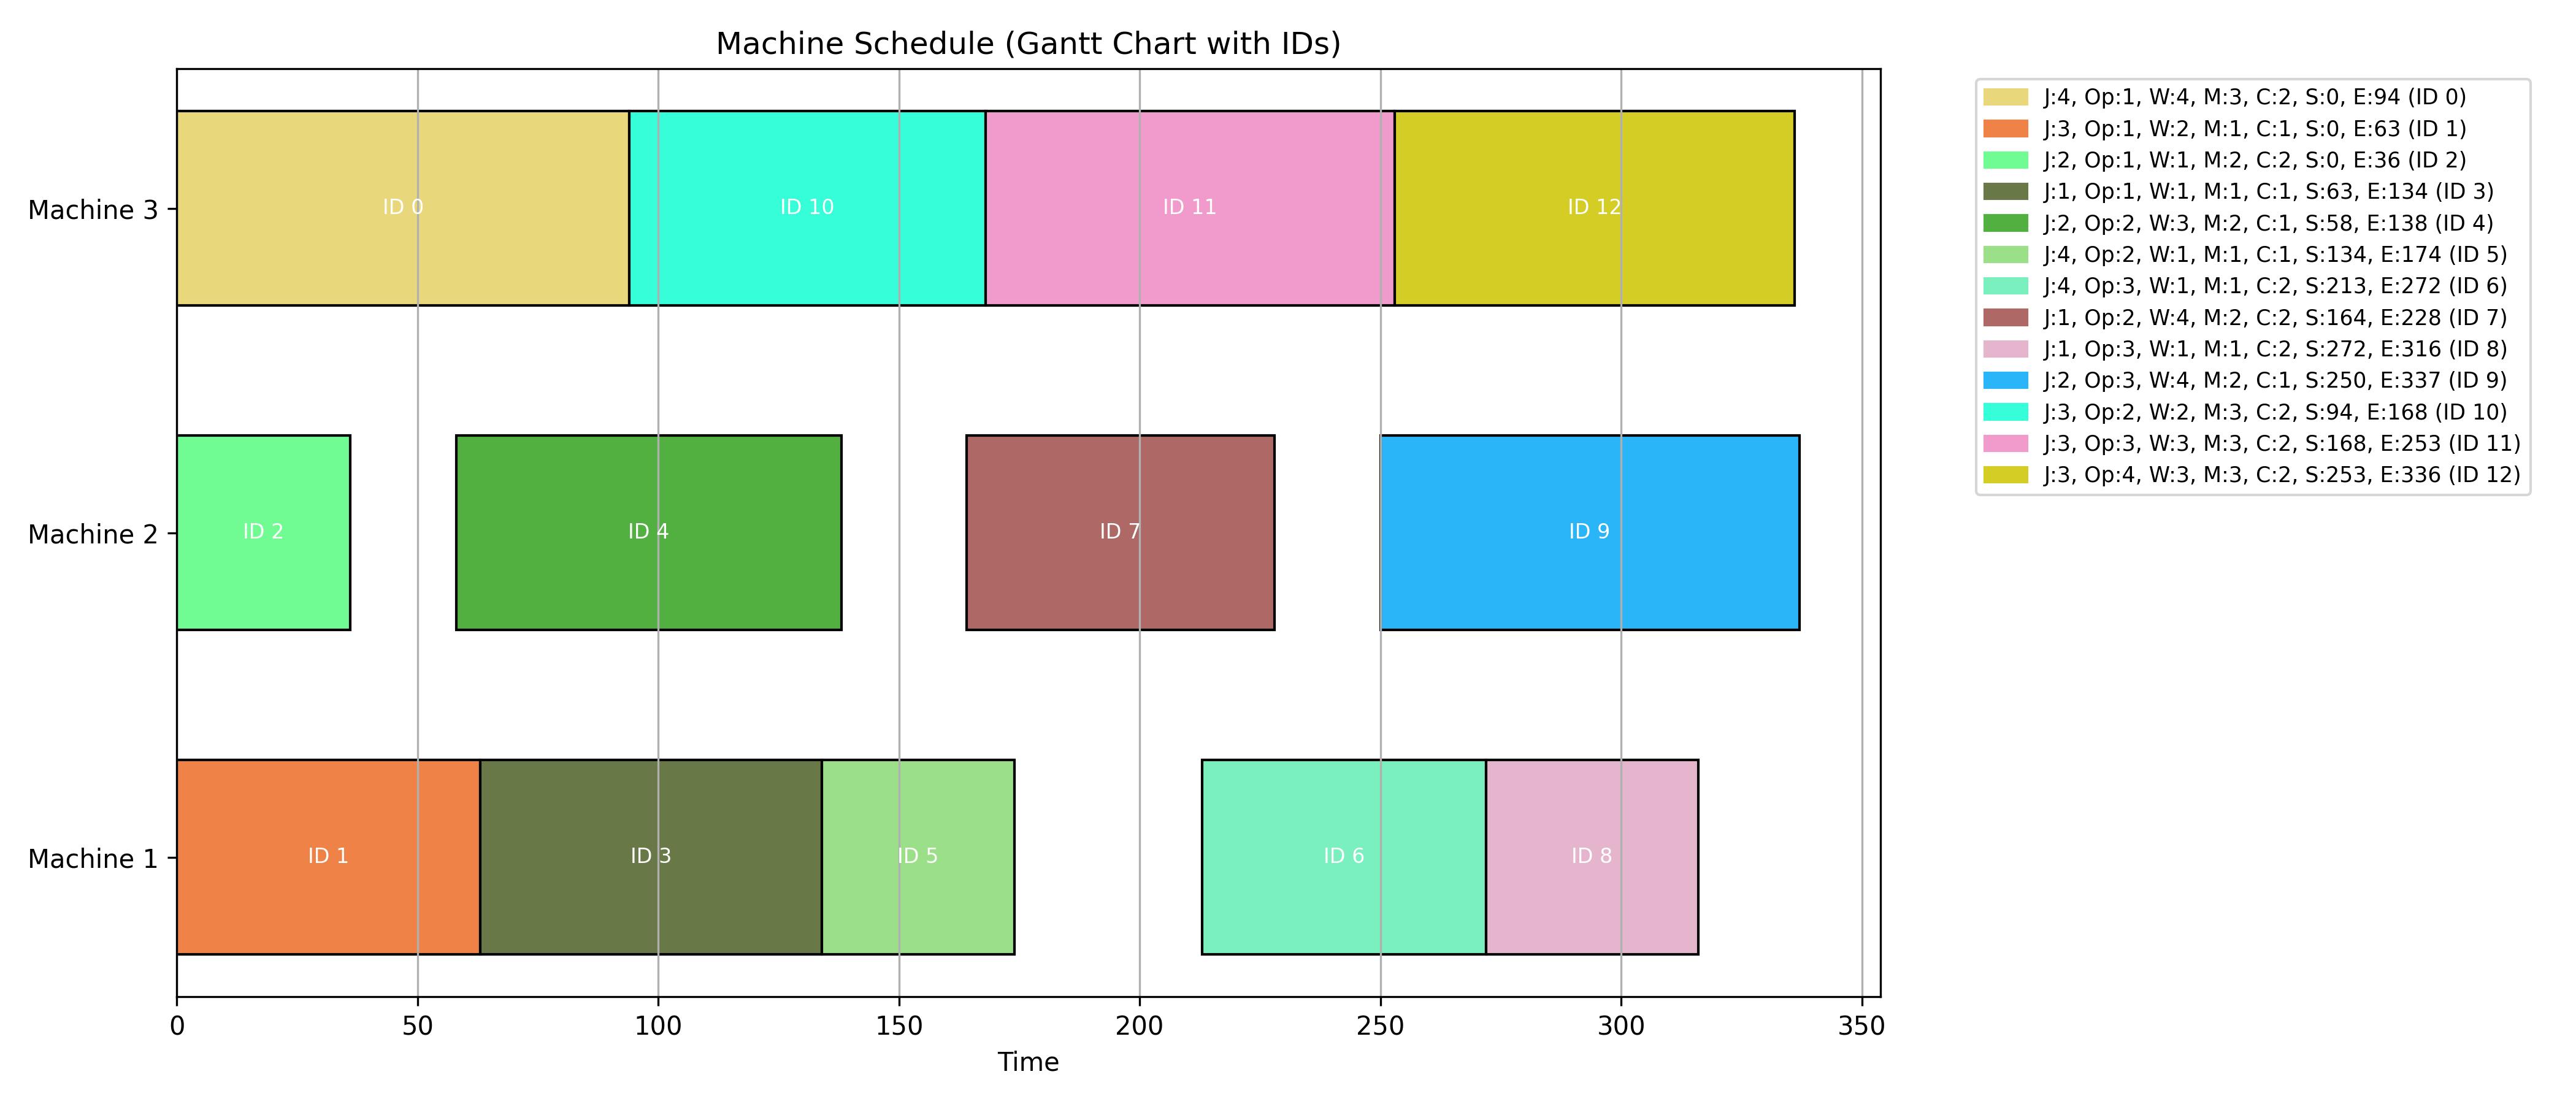 Machine Schedule (Gantt Chart with IDs)
Machine 3
ID 0
ID 10
ID 11
ID 12
Machine 2
ID 2
ID 4
ID 7
ID 9
Machine 1
ID 1
ID 3
ID 5
ID 6
ID 8
0
50
100
150
200
250
300
350
Time
J:4, Op:1, W:4, M:3, C:2, S:0, E:94 (ID 0)
J:3, Op:1, W:2, M:1, C:1, S:0, E:63 (ID 1)
J:2, Op:1, W:1, M:2, C:2, S:0, E:36 (ID 2)
J:1, Op:1, W:1, M:1, C:1, S:63, E:134 (ID 3)
J:2, Op:2, W:3, M:2, C:1, S:58, E:138 (ID 4)
J:4, Op:2, W:1, M:1, C:1, S:134, E:174 (ID 5)
J:4, Op:3, W:1, M:1, C:2, S:213, E:272 (ID 6)
J:1, Op:2, W:4, M:2, C:2, S:164, E:228 (ID 7)
J:1, Op:3, W:1, M:1, C:2, S:272, E:316 (ID 8)
J:2, Op:3, W:4, M:2, C:1, S:250, E:337 (ID 9)
J:3, Op:2, W:2, M:3, C:2, S:94, E:168 (ID 10)
J:3, Op:3, W:3, M:3, C:2, S:168, E:253 (ID 11)
J:3, Op:4, W:3, M:3, C:2, S:253, E:336 (ID 12)